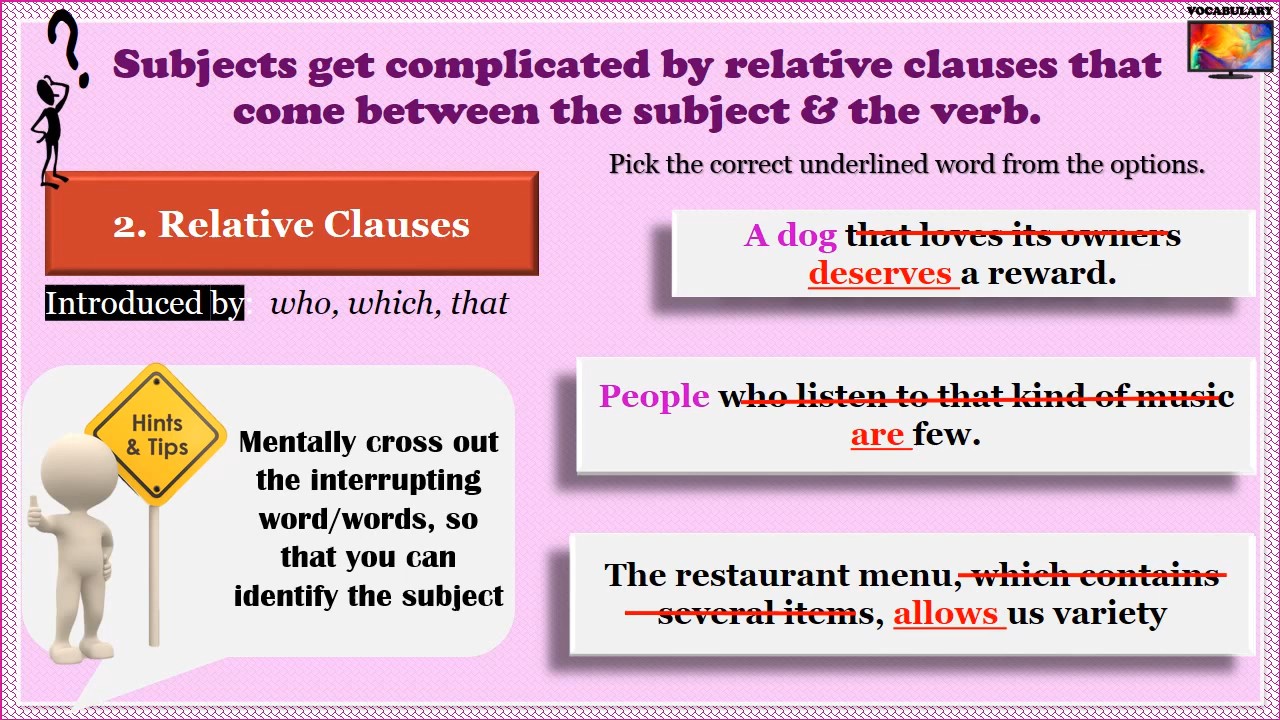 VOCABULARY
Subjects get complicated by relative clauses that
come between the subject & the verb.
Pick the correct underlined word from the options.
2. Relative Clauses
Introduced by: who, which, that
A dog that loves its owners
deserves a reward.
People who listen to that kind of music
are few.
Hints
& Tips
Mentally cross out
the interrupting
word/words, so
that you can
identify the subject
The restaurant menu, which contains
several items, allows us variety